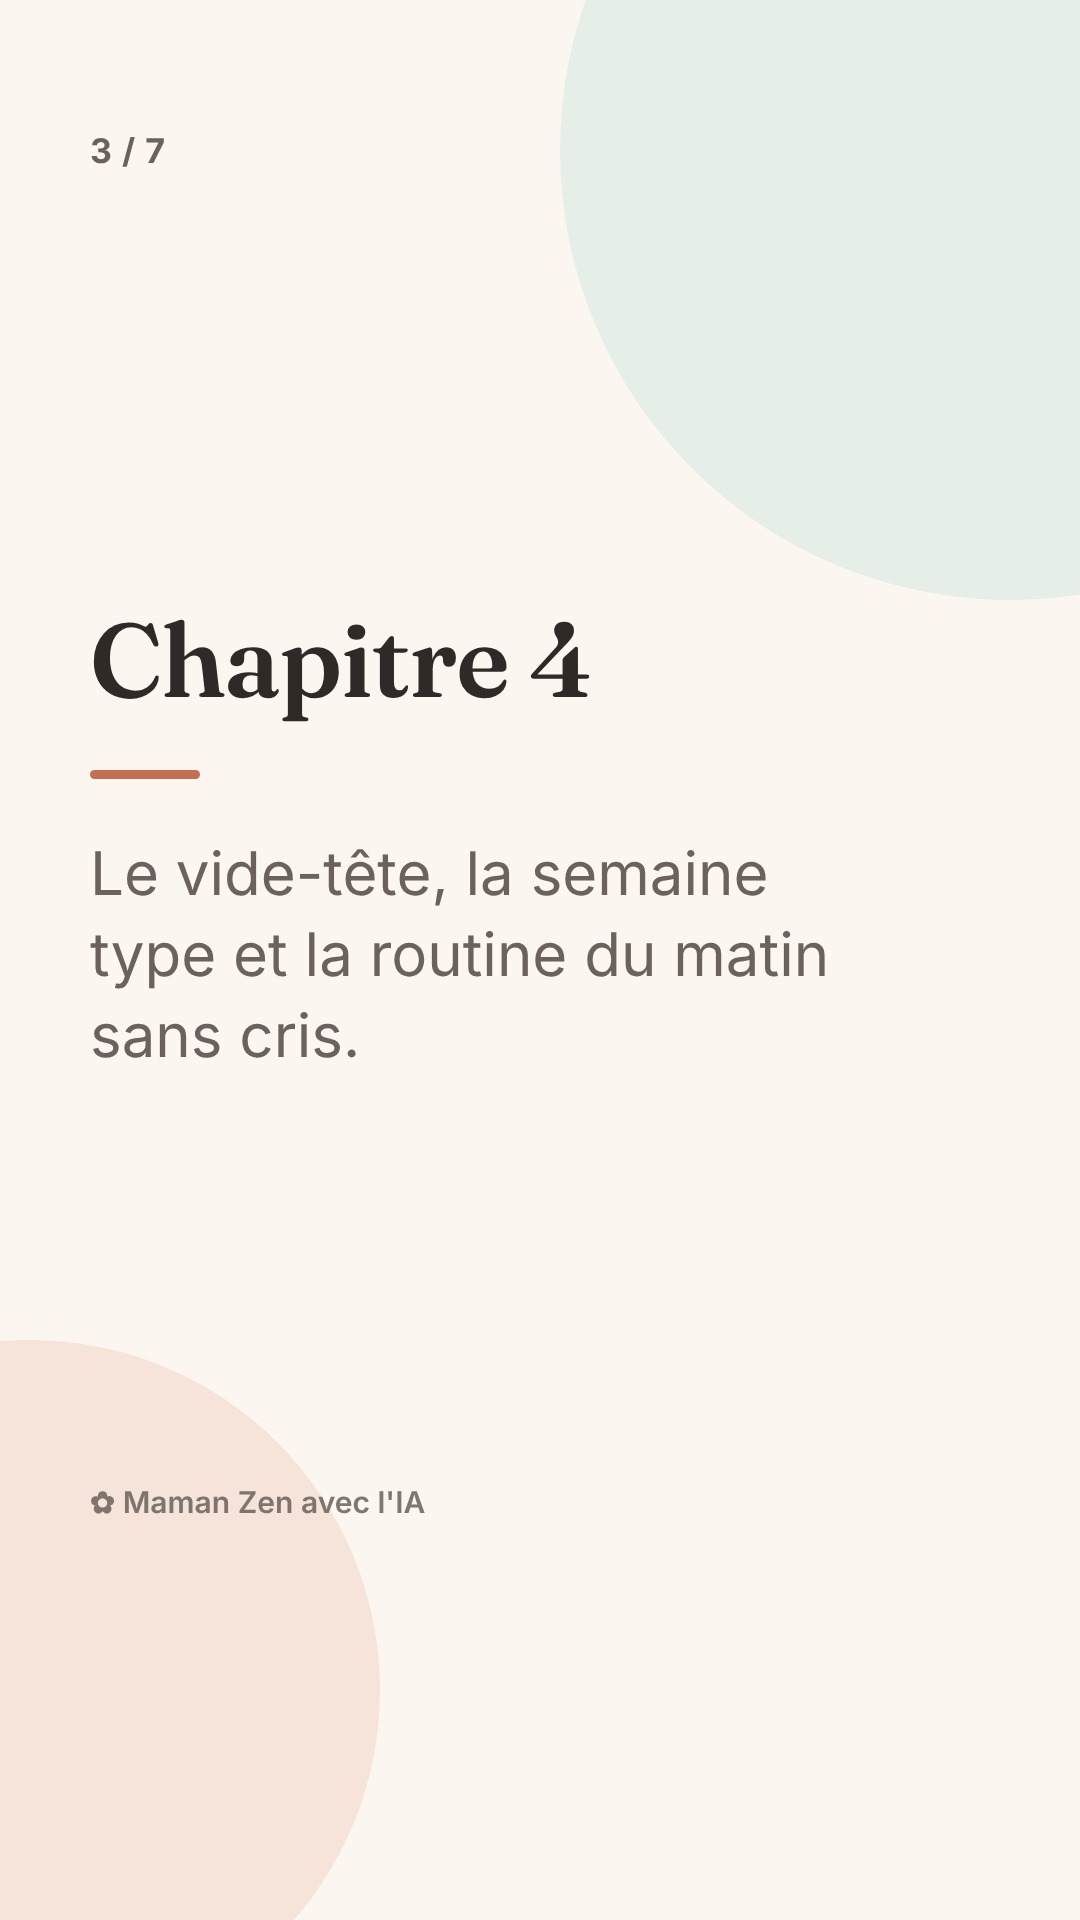 3 / 7
Chapitre 4
Le vide-tête, la semaine
type et la routine du matin
sans cris.
✿ Maman Zen avec l'IA